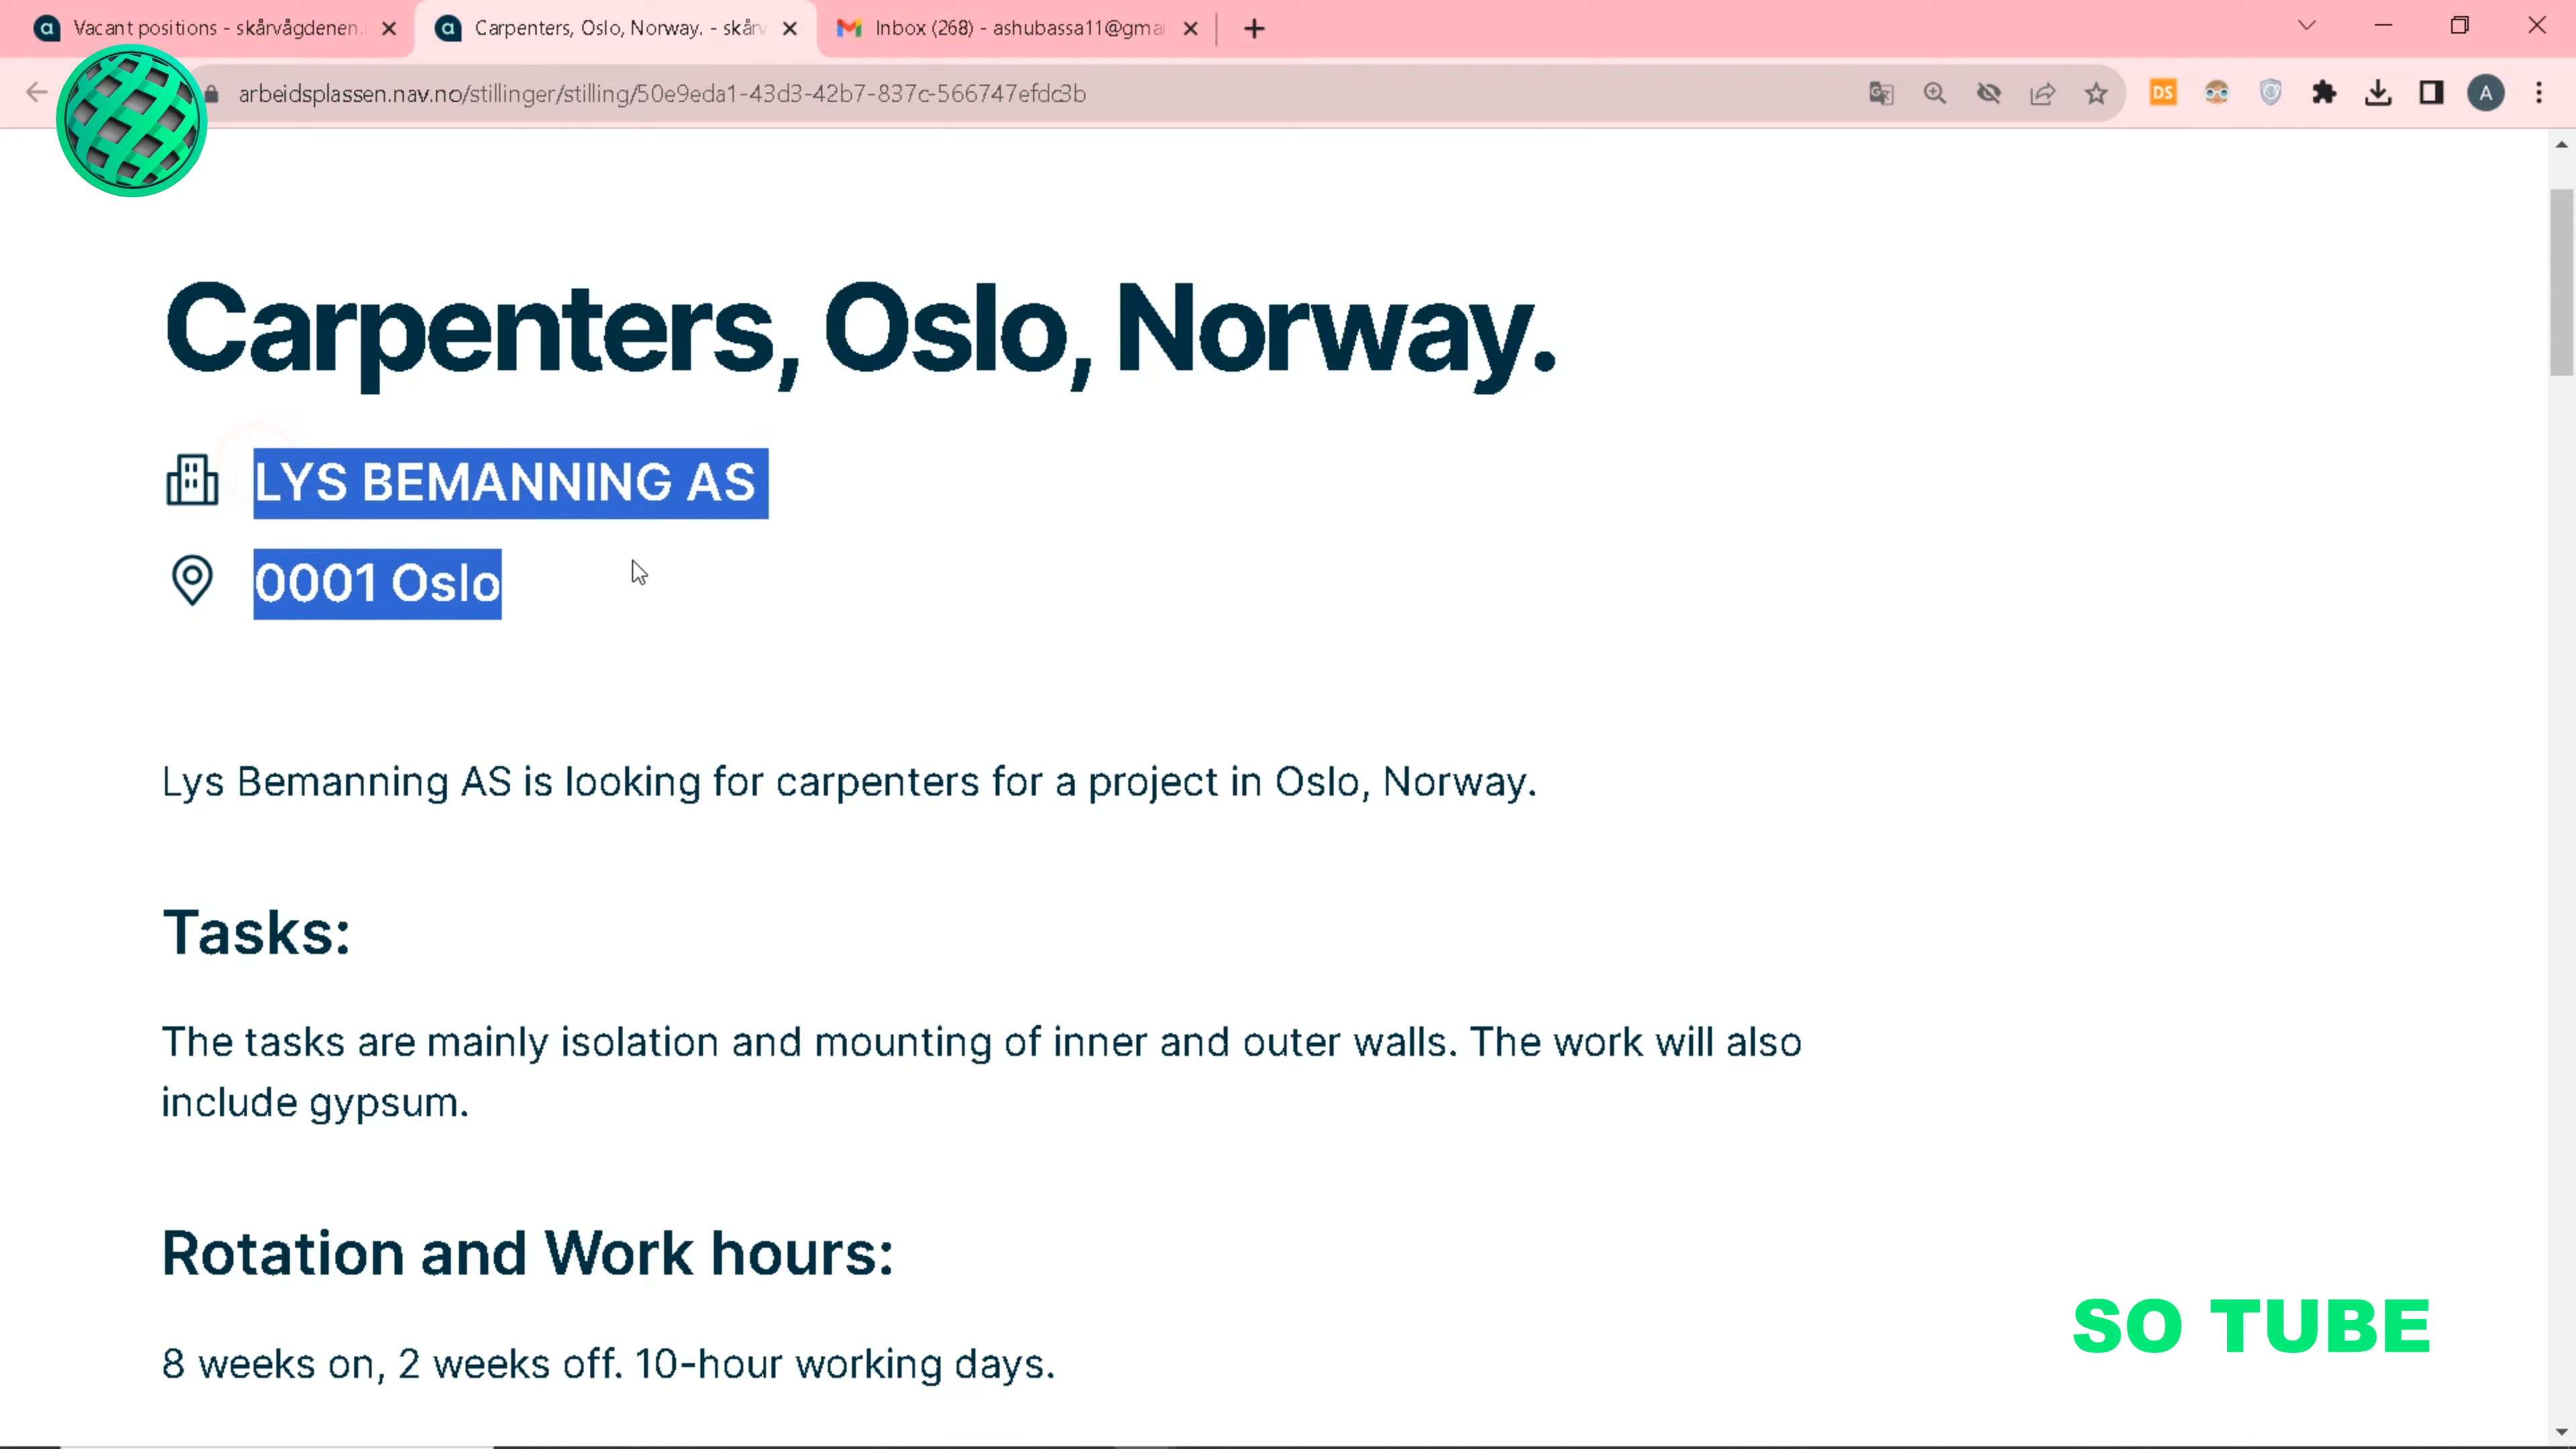 Vacant positions - skårvågdenen.
Carpenters, Oslo, Norway. - skårv
Inbox (268) - ashubassa11@gmai
arbeidsplassen.nav.no/stillinger/stilling/50e9eda1-43d3-42b7-837c-566747efdc3b
DS
A
Carpenters, Oslo, Norway.
LYS BEMANNING AS
0001 Oslo
Lys Bemanning AS is looking for carpenters for a project in Oslo, Norway.
Tasks:
The tasks are mainly isolation and mounting of inner and outer walls. The work will also
include gypsum.
Rotation and Work hours:
8 weeks on, 2 weeks off. 10-hour working days.
SO TUBE